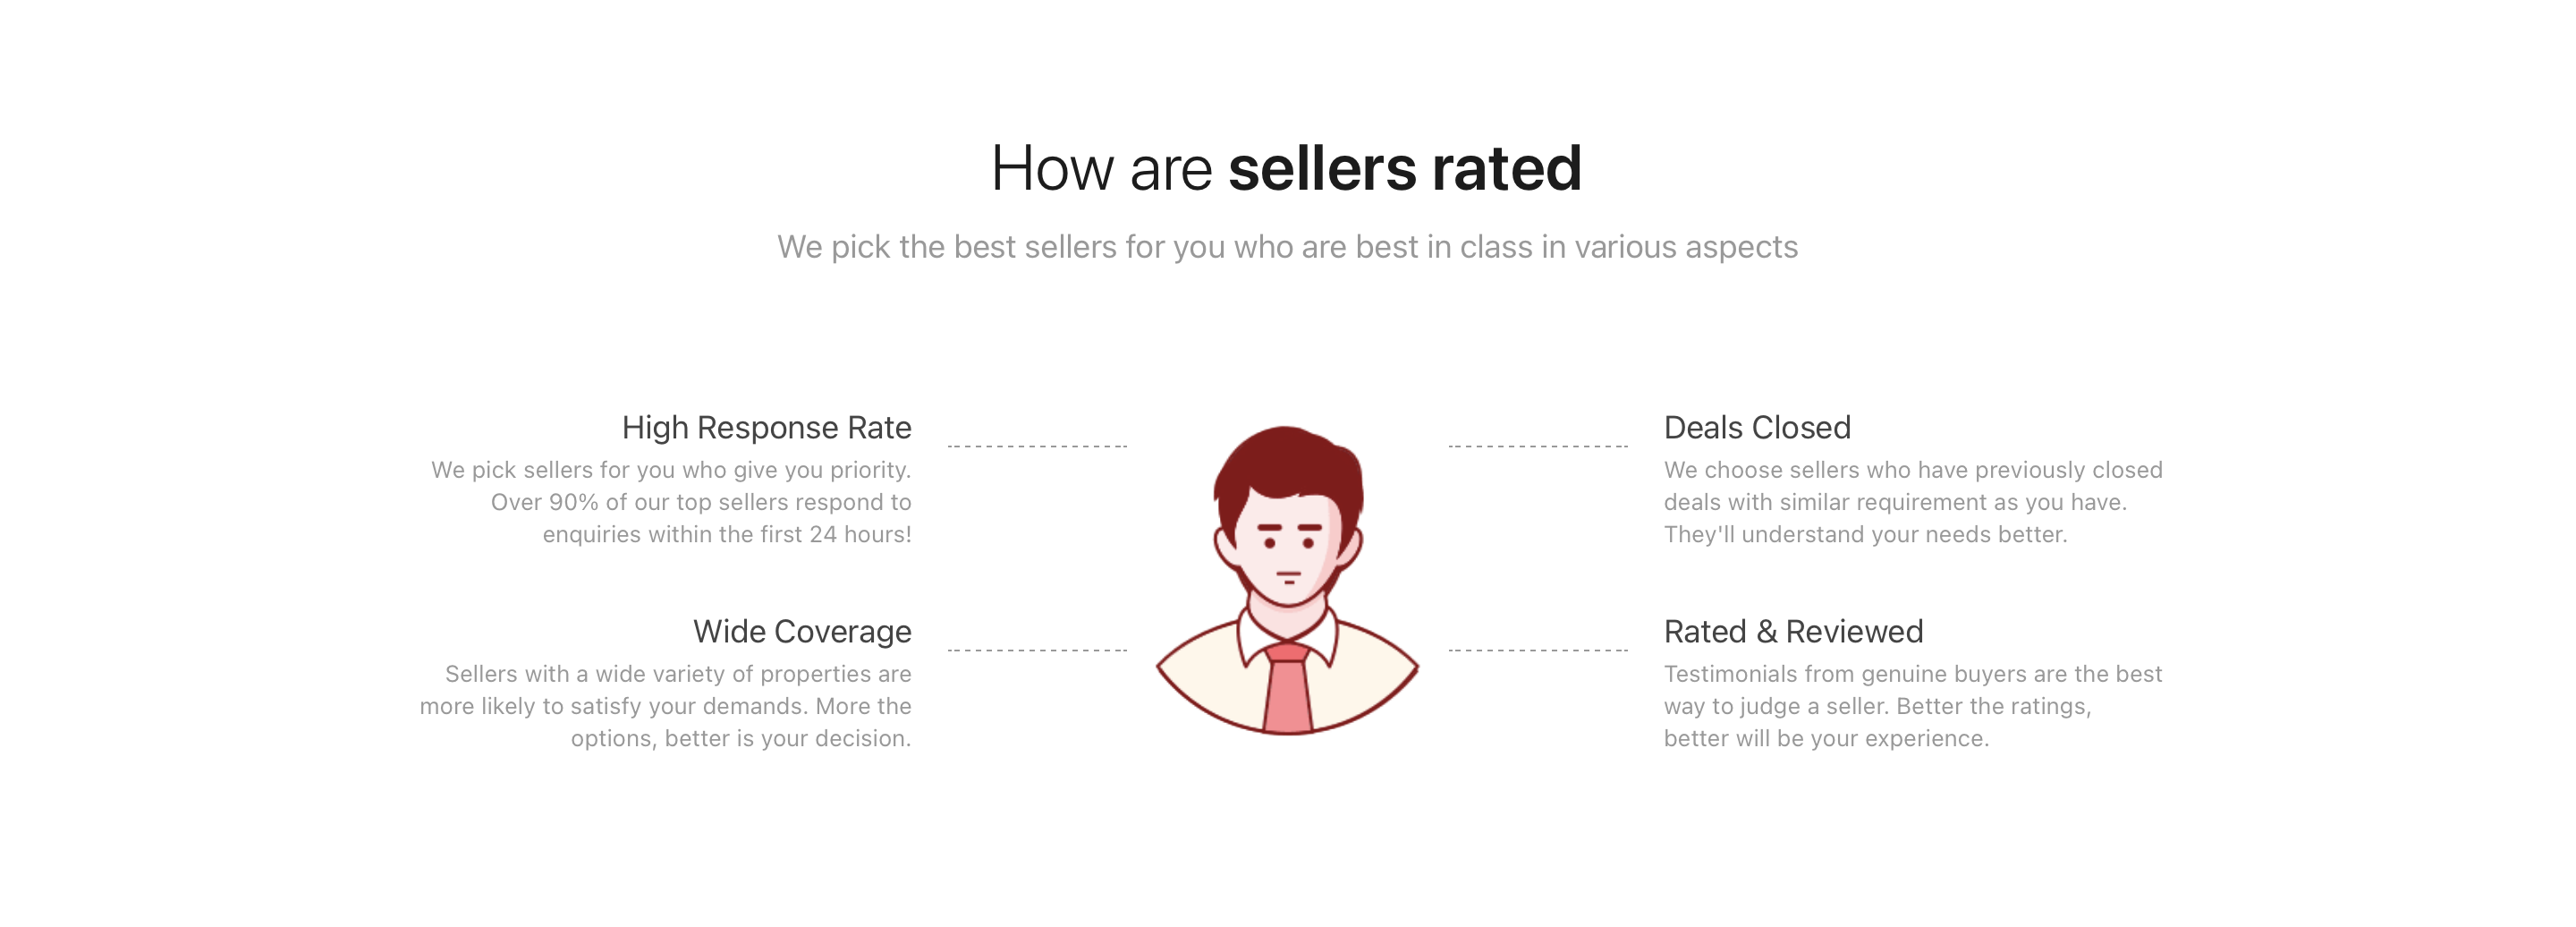 How are sellers rated
We pick the best sellers for you who are best in class in various aspects
High Response Rate
We pick sellers for you who give you priority.
Over 90% of our top sellers respond to
enquiries within the first 24 hours!
Wide Coverage
Sellers with a wide variety of properties are
more likely to satisfy your demands. More the
options, better is your decision.
Deals Closed
We choose sellers who have previously closed
deals with similar requirement as you have.
They'll understand your needs better.
Rated & Reviewed
Testimonials from genuine buyers are the best
way to judge a seller. Better the ratings,
better will be your experience.